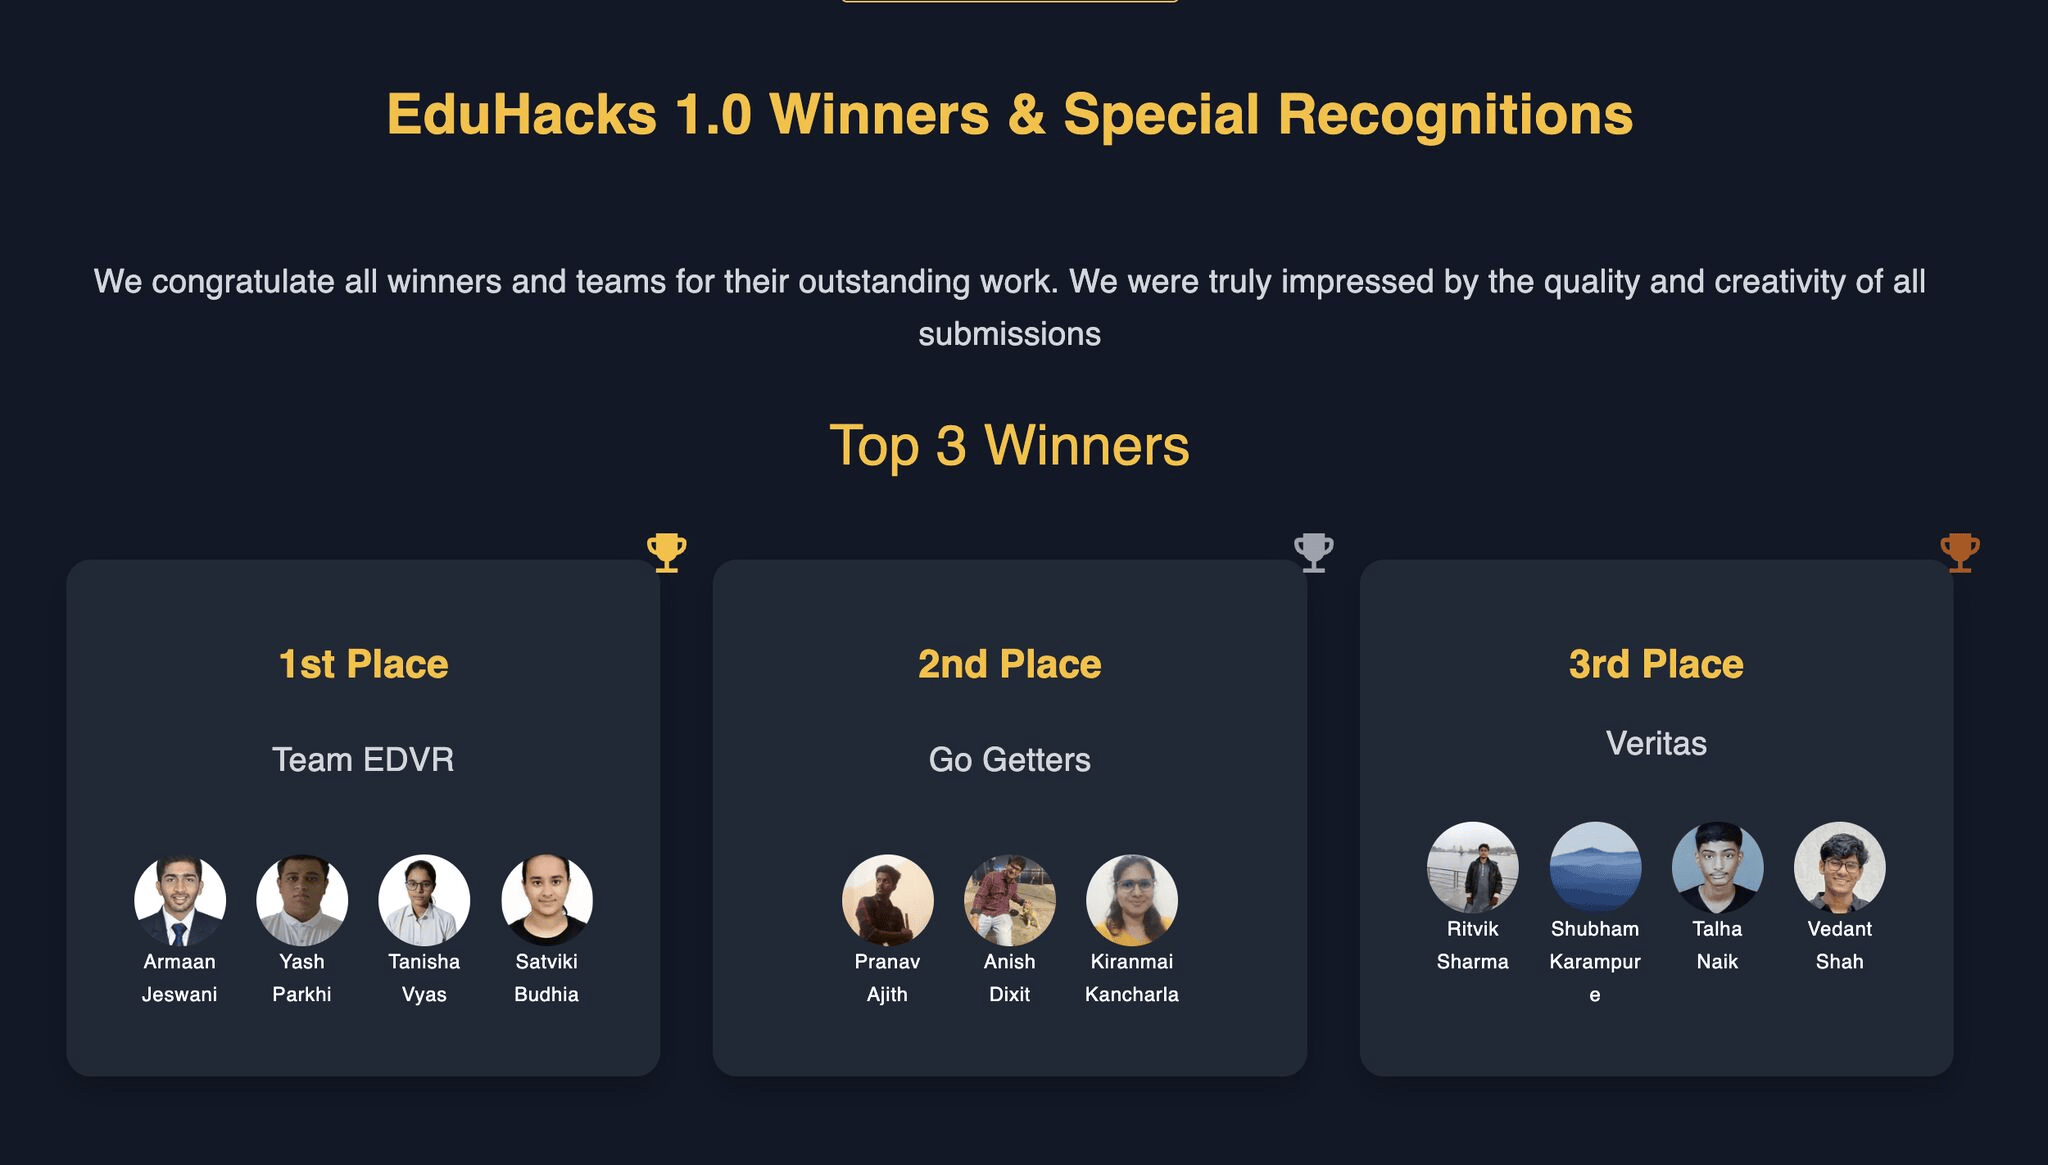 EduHacks 1.0 Winners & Special Recognitions
We congratulate all winners and teams for their outstanding work. We were truly impressed by the quality and creativity of all
submissions
Top 3 Winners
1st Place
Team EDVR
Armaan
Jeswani
Yash
Parkhi
Tanisha
Vyas
Satviki
Budhia
2nd Place
Go Getters
Pranav
Ajith
Anish
Dixit
Kiranmai
Kancharla
3rd Place
Veritas
Ritvik
Sharma
Shubham
Karampur
e
Talha
Naik
Vedant
Shah